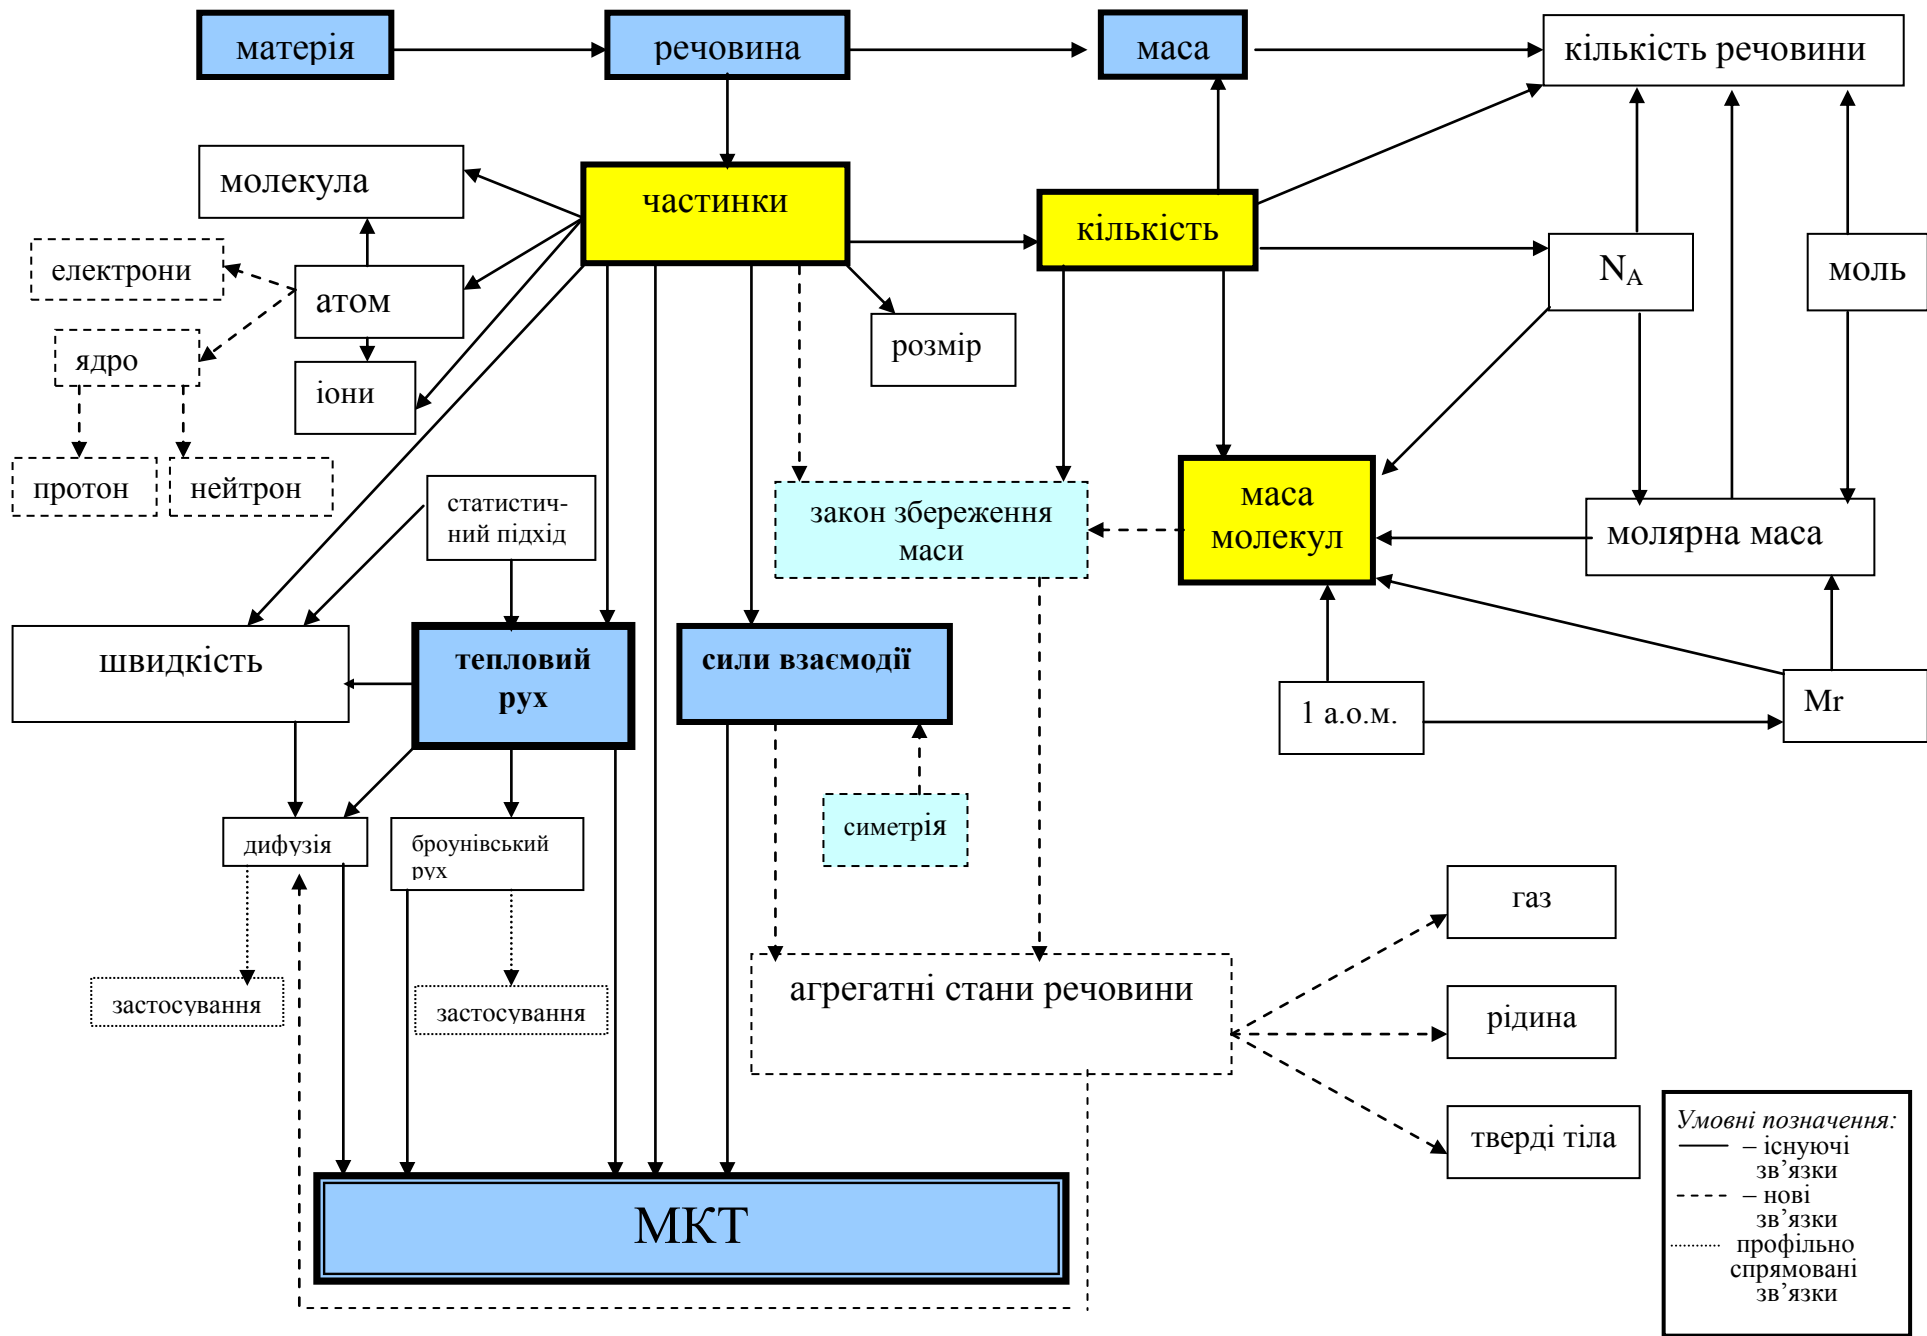 матерія
речовина
маса
кількість речовини
молекула
частинки
кількість
електрони
атом
N_A
моль
ядро
розмір
іони
протон
нейтрон
статистич-
ний підхід
закон збереження
маси
маса
молекул
молярна маса
швидкість
тепловий
рух
сили взаємодії
1 а.о.м.
Mr
дифузія
броунівський
рух
симетрія
газ
застосування
застосування
агрегатні стани речовини
рідина
тверді тіла
МКТ
Умовні позначення:
– існуючі
зв’язки
– нові
зв’язки
профільно
спрямовані
зв’язки